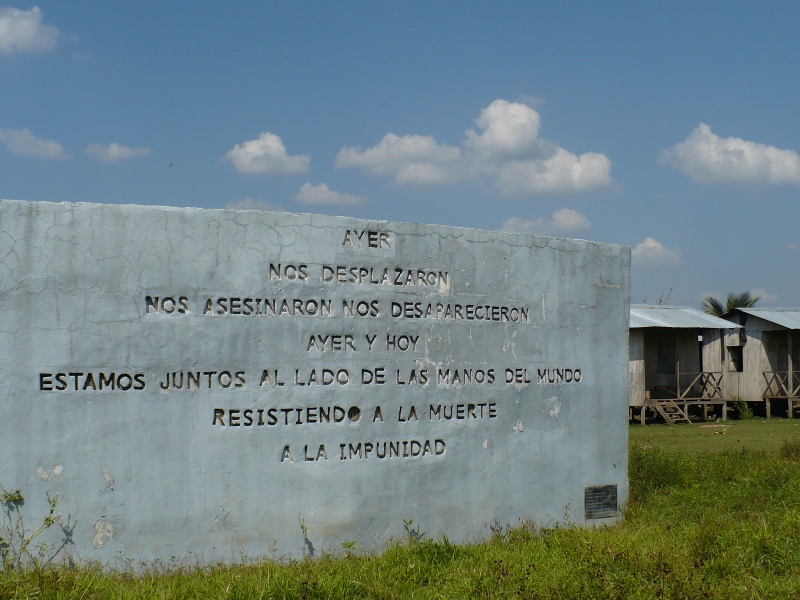 AYER
NOS DESPLAZARON
NOS ASESINARON NOS DESAPARECIERON
AYER Y HOY
ESTAMOS JUNTOS AL LADO DE LAS MANOS DEL MUNDO
RESISTIENDO A LA MUERTE
A LA IMPUNIDAD